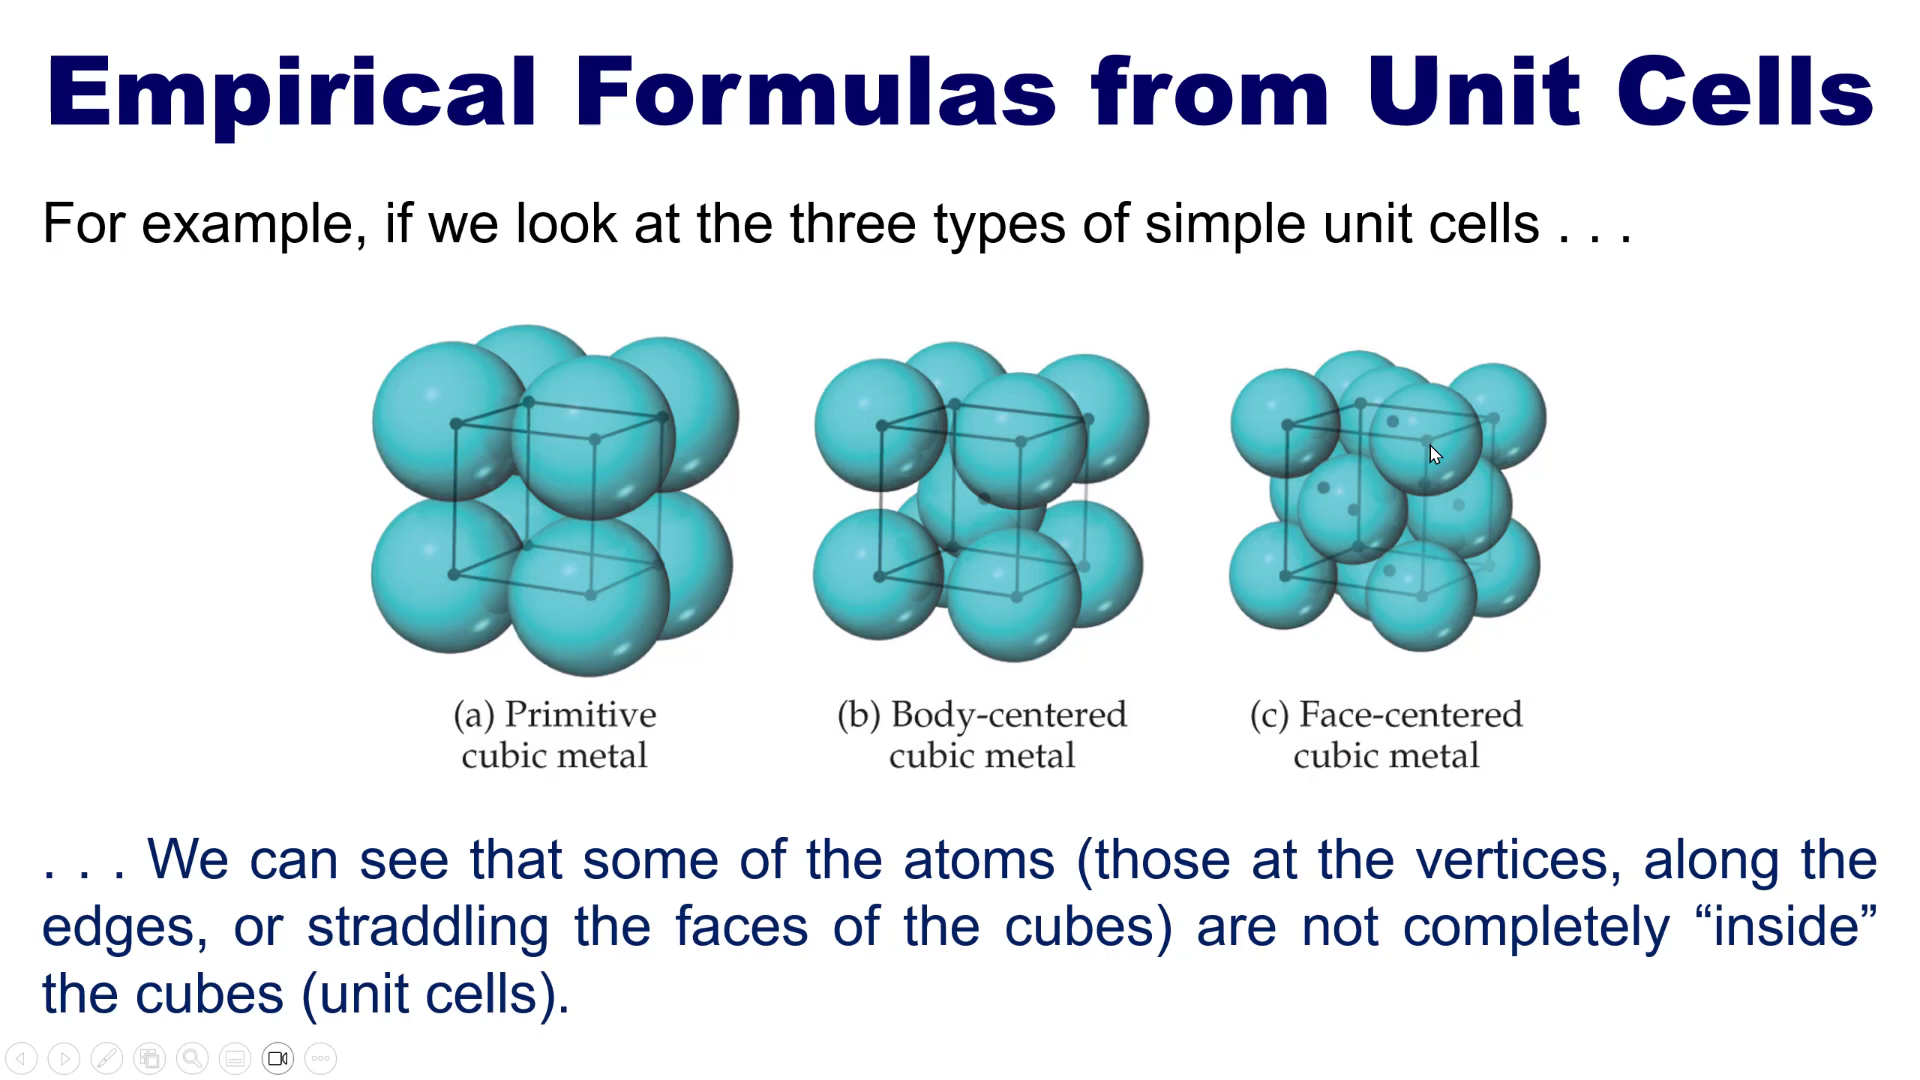 Empirical Formulas from Unit Cells
For example, if we look at the three types of simple unit cells . . .
(a) Primitive
cubic metal
(b) Body-centered
cubic metal
(c) Face-centered
cubic metal
. . . We can see that some of the atoms (those at the vertices, along the
edges, or straddling the faces of the cubes) are not completely “inside”
the cubes (unit cells).